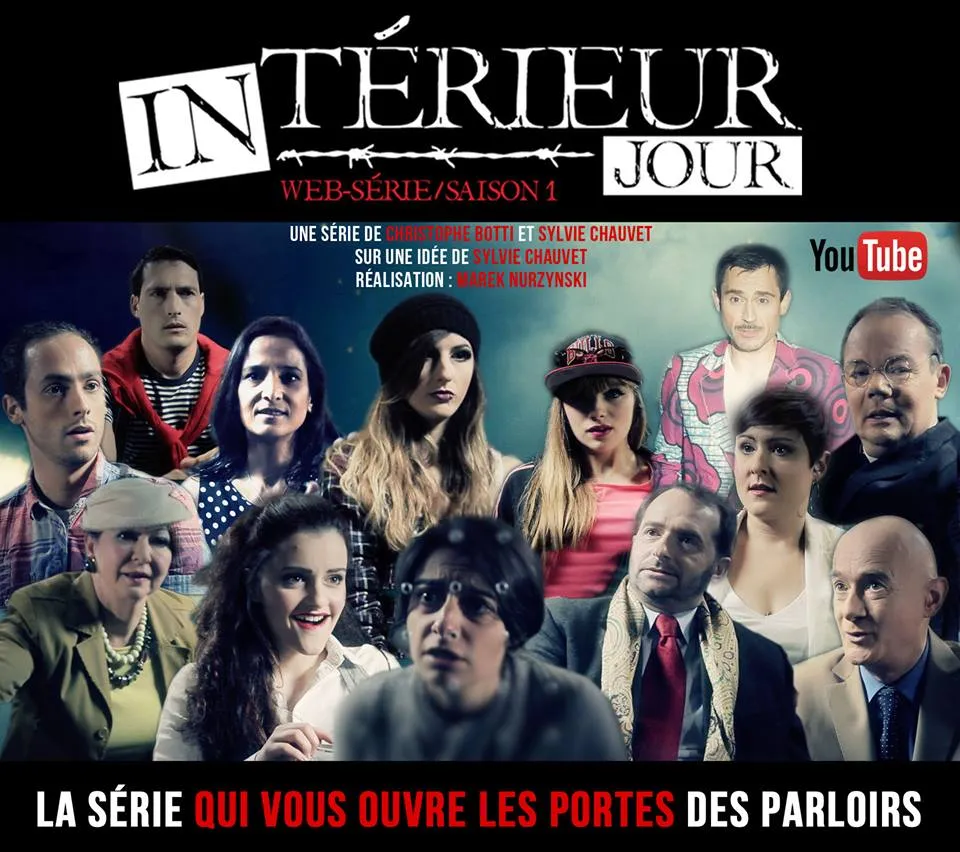 INTÉRIEUR
JOUR
WEB-SÉRIE/SAISON 1
UNE SÉRIE DE CHRISTOPHE BOTTI ET SYLVIE CHAUVET
SUR UNE IDÉE DE SYLVIE CHAUVET
RÉALISATION : MAREK NURZYNSKI
YouTube
BULLS
LA SÉRIE QUI VOUS OUVRE LES PORTES DES PARLOIRS